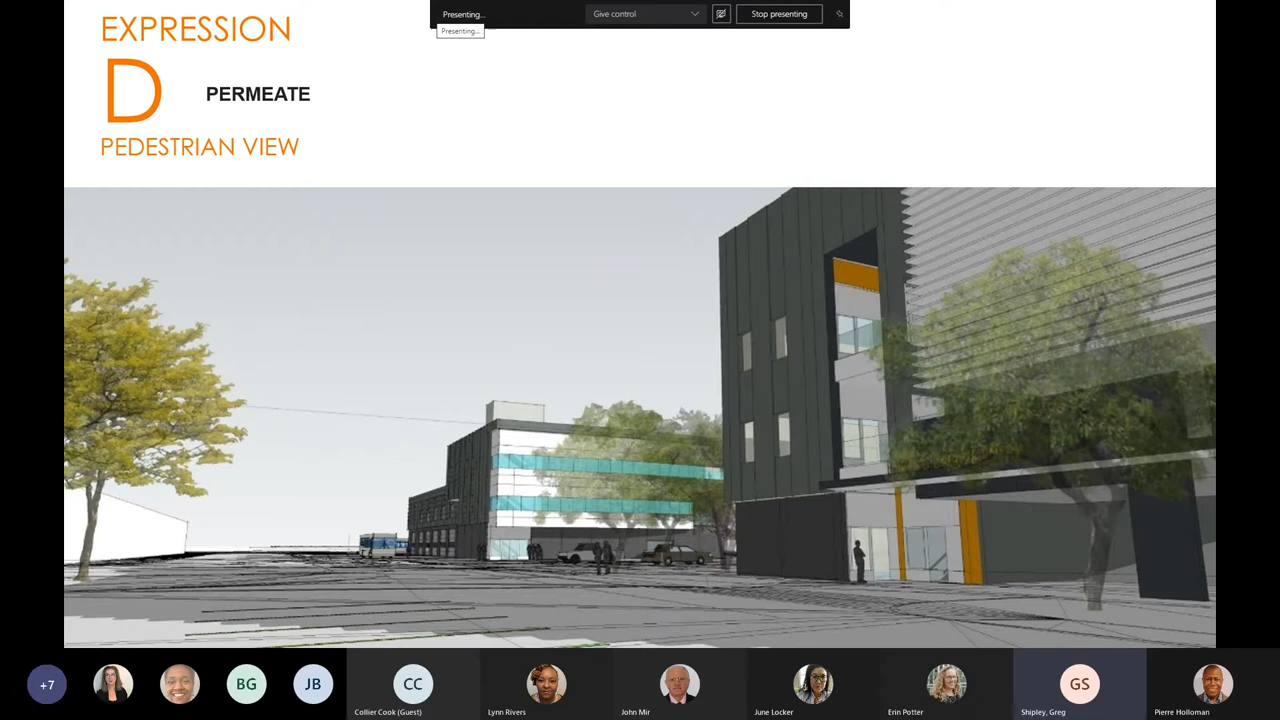 Presenting...
Give control
Stop presenting
Presenting...
EXPRESSION
D
PERMEATE
PEDESTRIAN VIEW
+7
BG
JB
CC
GS
Collier Cook (Guest)
Lynn Rivers
John Mir
June Locker
Erin Potter
Shipley, Greg
Pierre Holloman